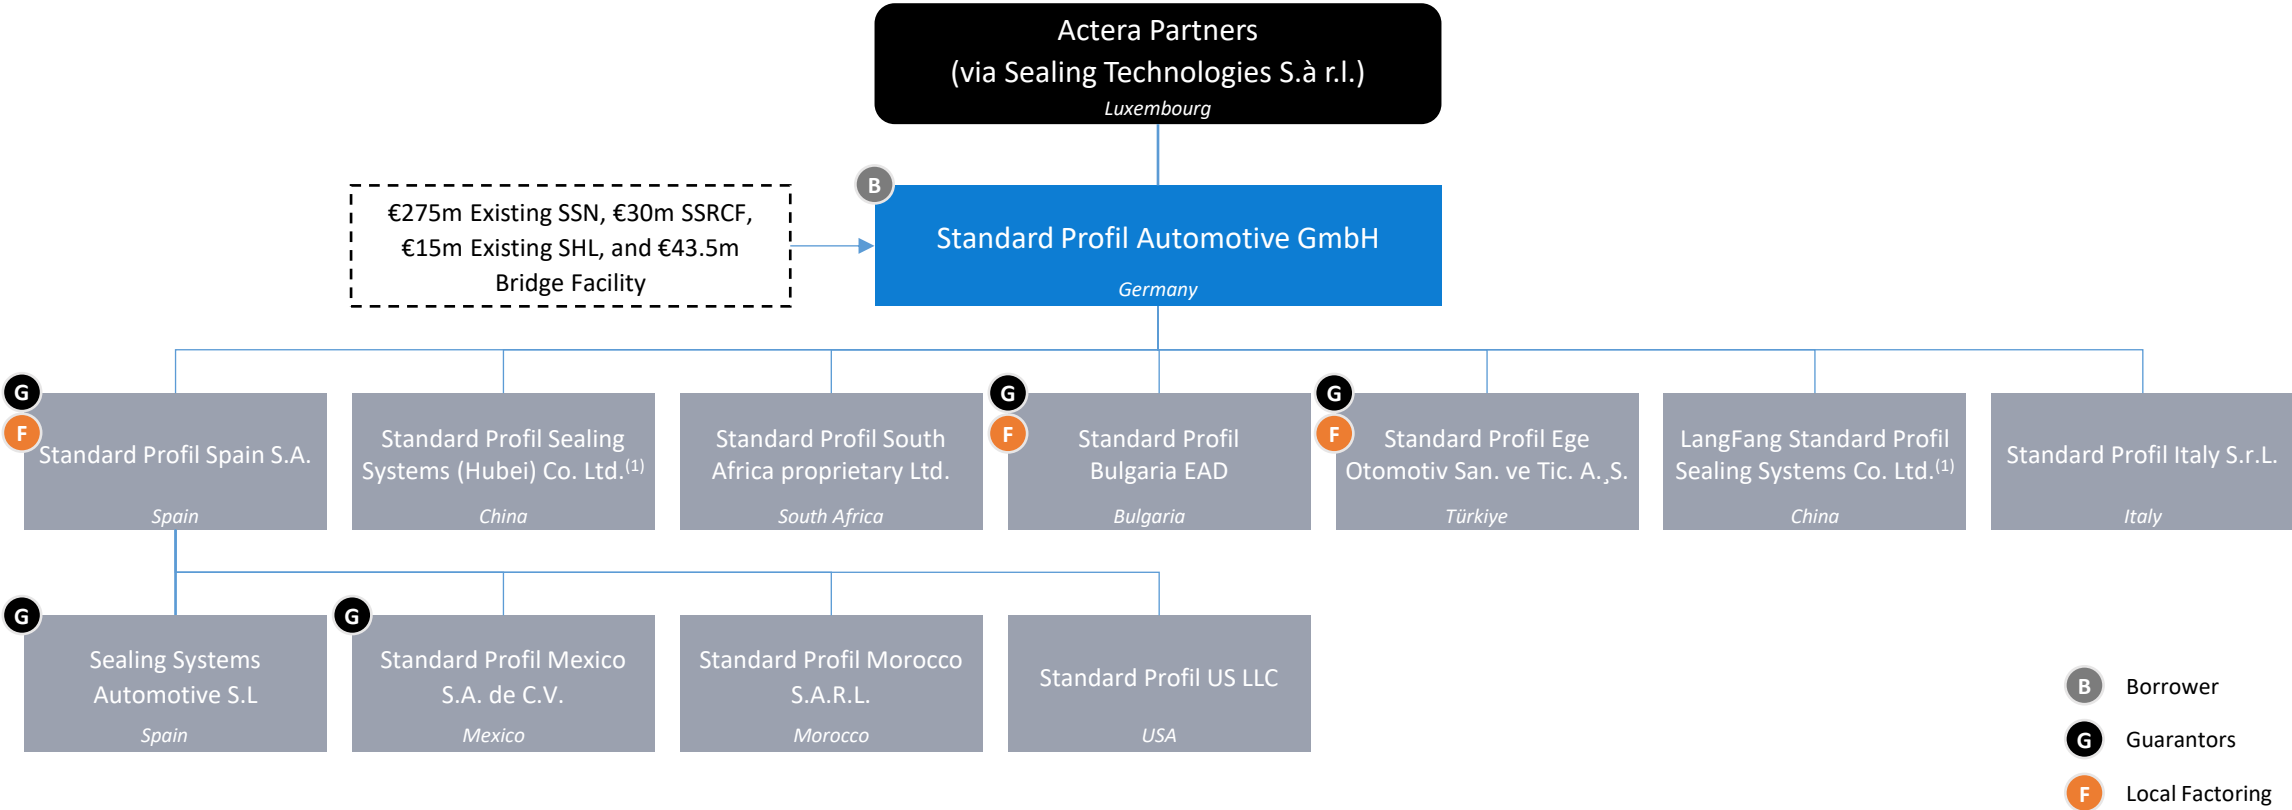 Actera Partners
(via Sealing Technologies S.à r.l.)
Luxembourg
B
€275m Existing SSN, €30m SSRCF,
€15m Existing SHL, and €43.5m
Bridge Facility
Standard Profil Automotive GmbH
Germany
G
F
Standard Profil Spain S.A.
Spain
Standard Profil Sealing
Systems (Hubei) Co. Ltd.(1)
China
Standard Profil South
Africa proprietary Ltd.
South Africa
G
F
Standard Profil
Bulgaria EAD
Bulgaria
G
F
Standard Profil Ege
Otomotiv San. ve Tic. A.¸S.
Türkiye
LangFang Standard Profil
Sealing Systems Co. Ltd.(1)
China
Standard Profil Italy S.r.L.
Italy
G
Sealing Systems
Automotive S.L
Spain
G
Standard Profil Mexico
S.A. de C.V.
Mexico
Standard Profil Morocco
S.A.R.L.
Morocco
Standard Profil US LLC
USA
B Borrower
G Guarantors
F Local Factoring